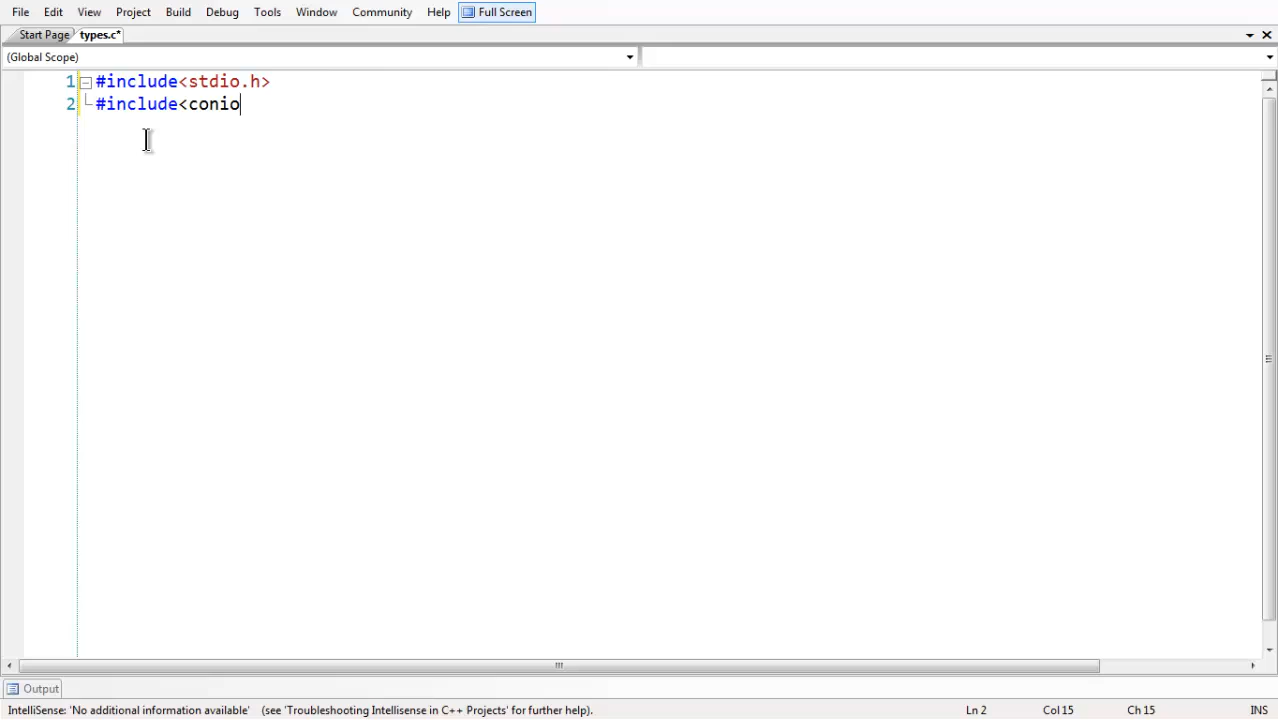 File Edit View Project Build Debug Tools Window Community Help Full Screen
Start Page types.c*
(Global Scope)
1 #include<stdio.h>
2 #include<conio
Output
IntelliSense: 'No additional information available' (see 'Troubleshooting Intellisense in C++ Projects' for further help). Ln 2 Col 15 Ch 15 INS